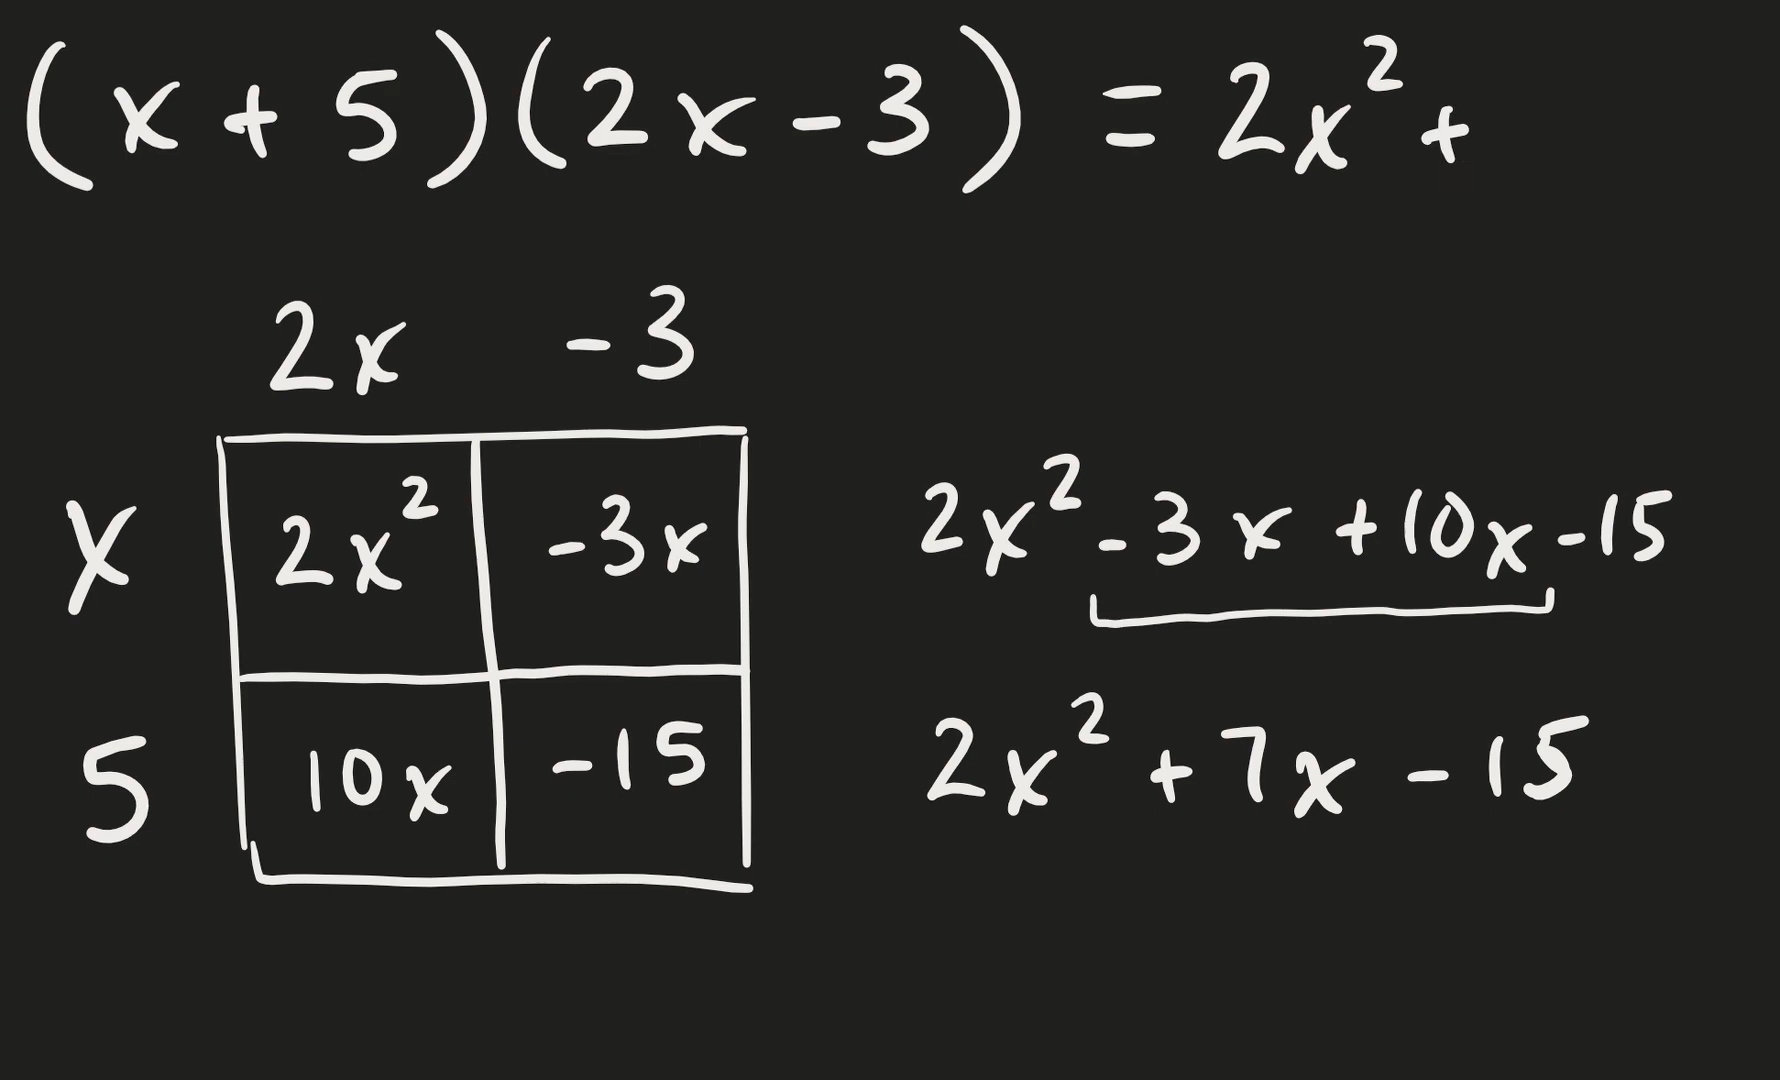 (x + 5)(2x - 3) = 2x² +
2x -3
x 2x² -3x
2x² - 3x + 10x - 15
5 10x -15
2x² + 7x - 15